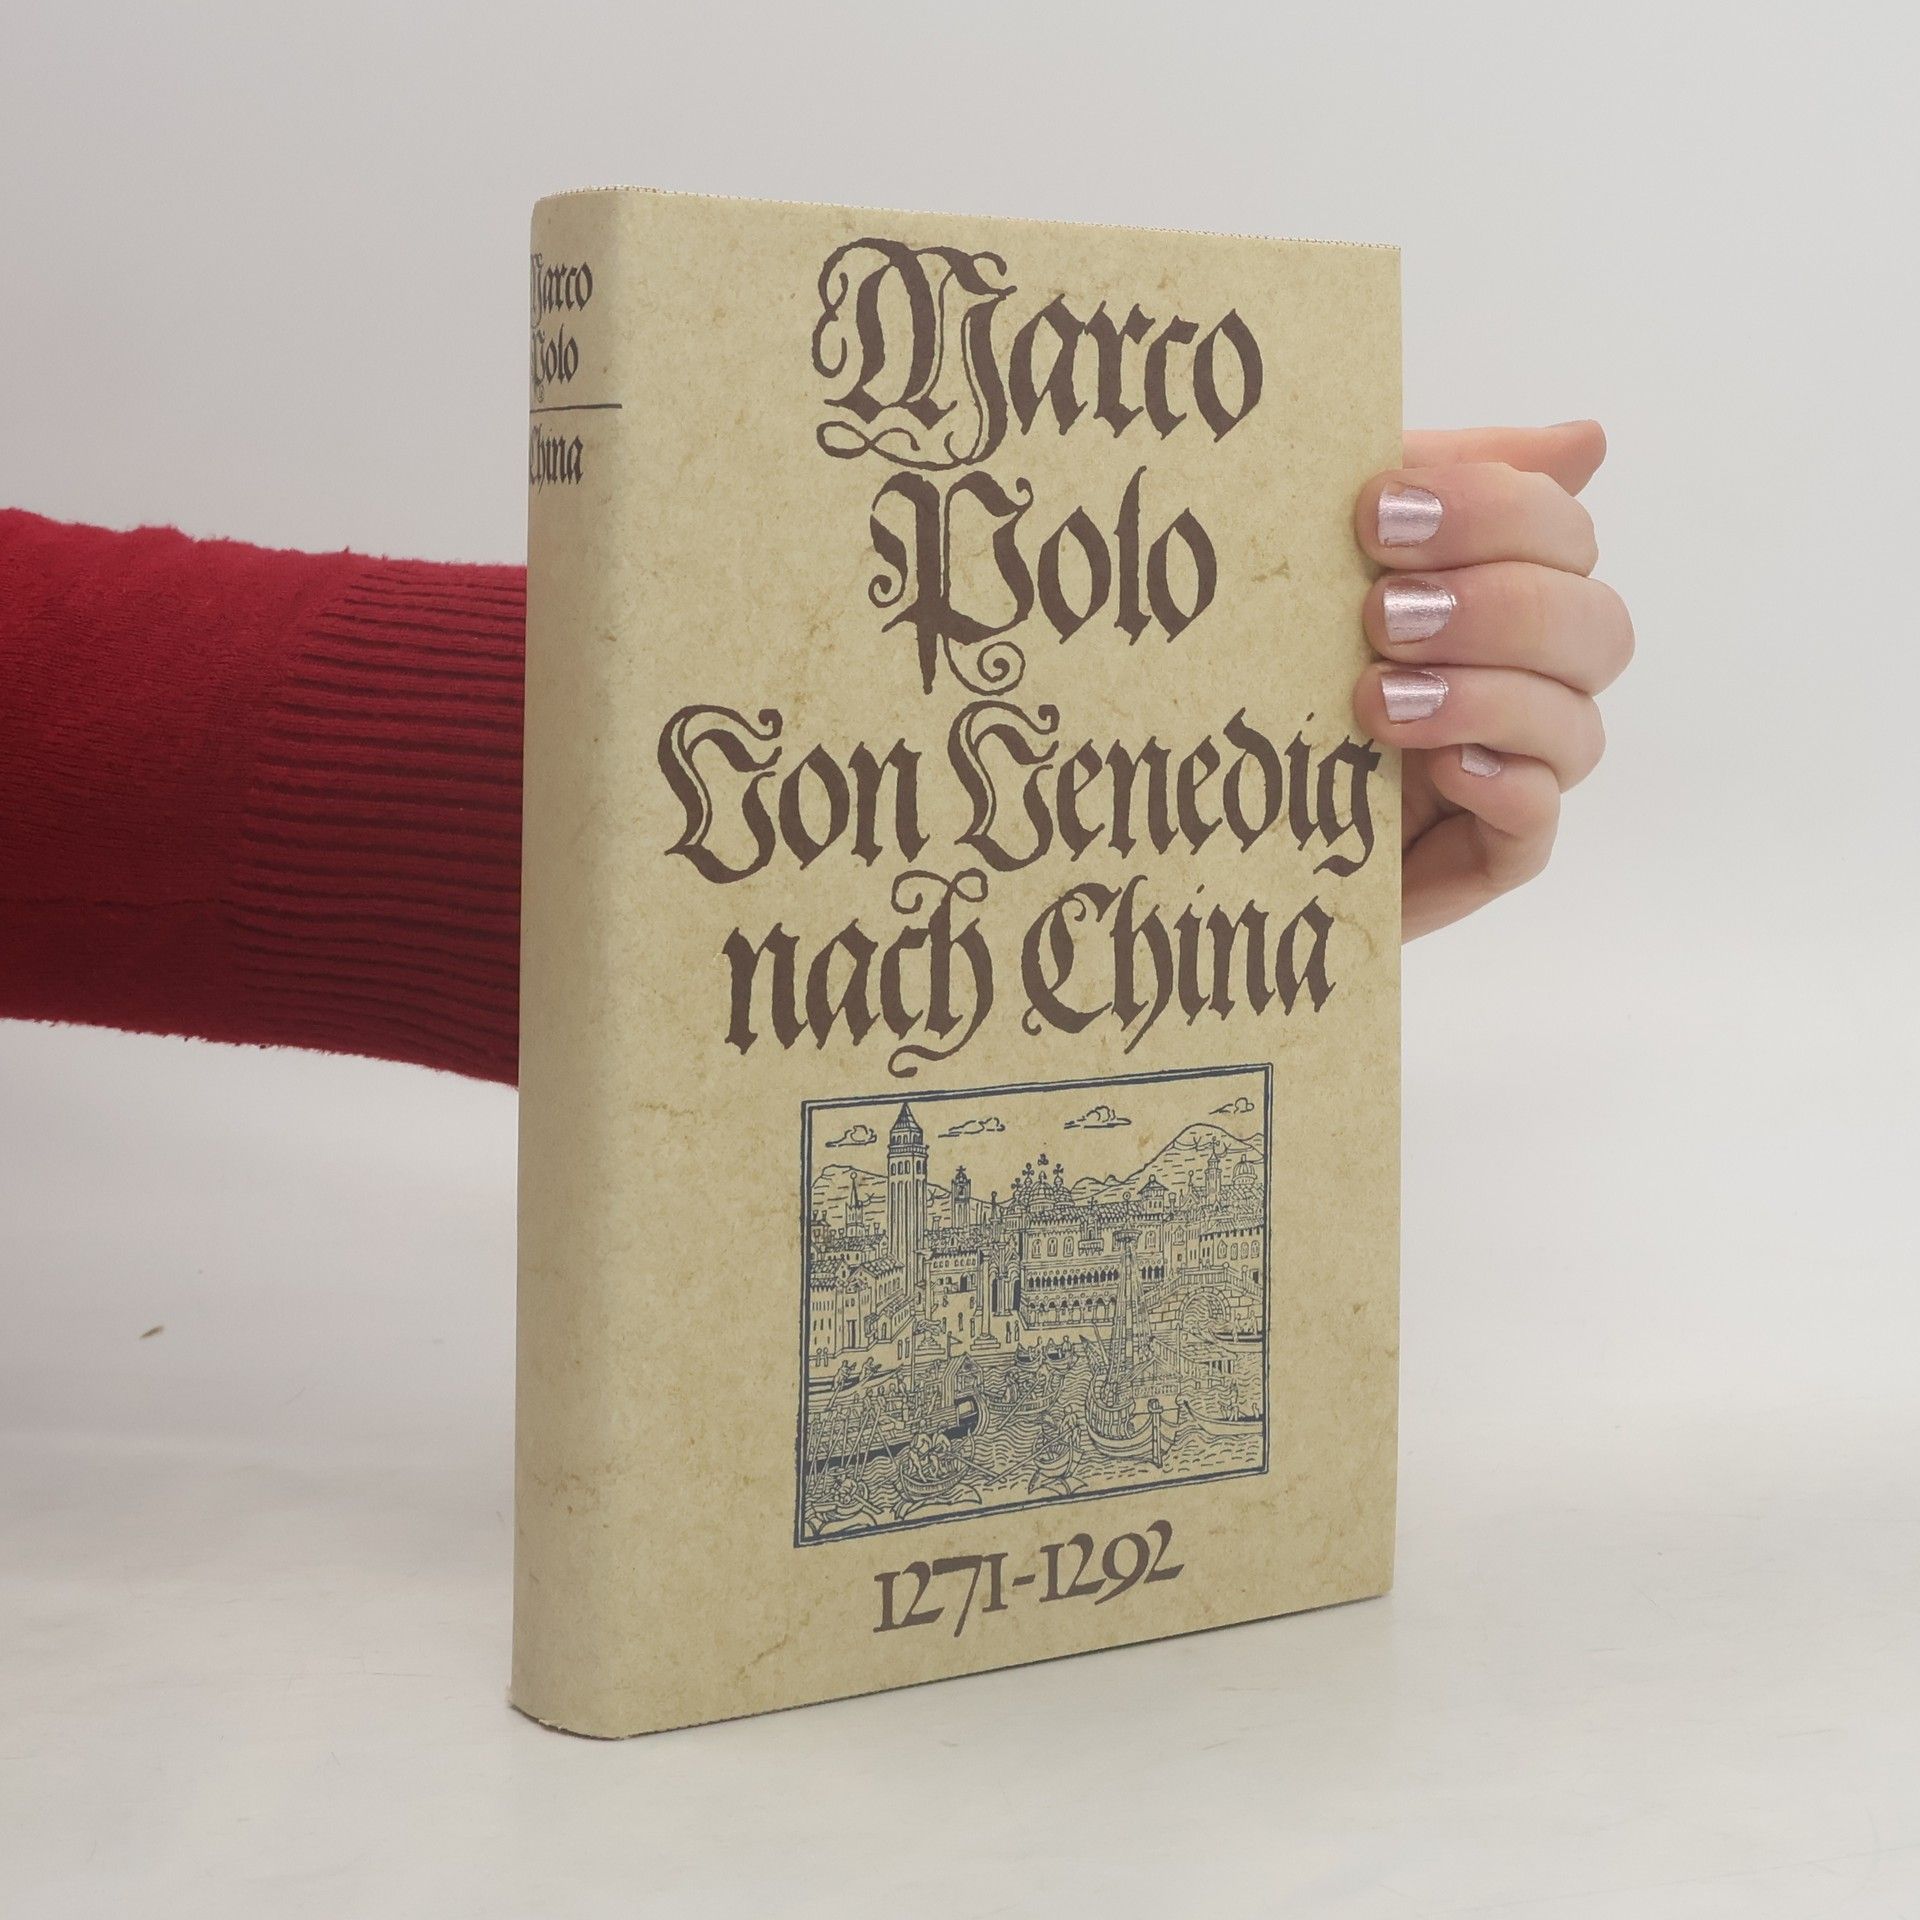 Marco
Polo
China
Marco
Polo
Von Venedig
nach China
1271-1292